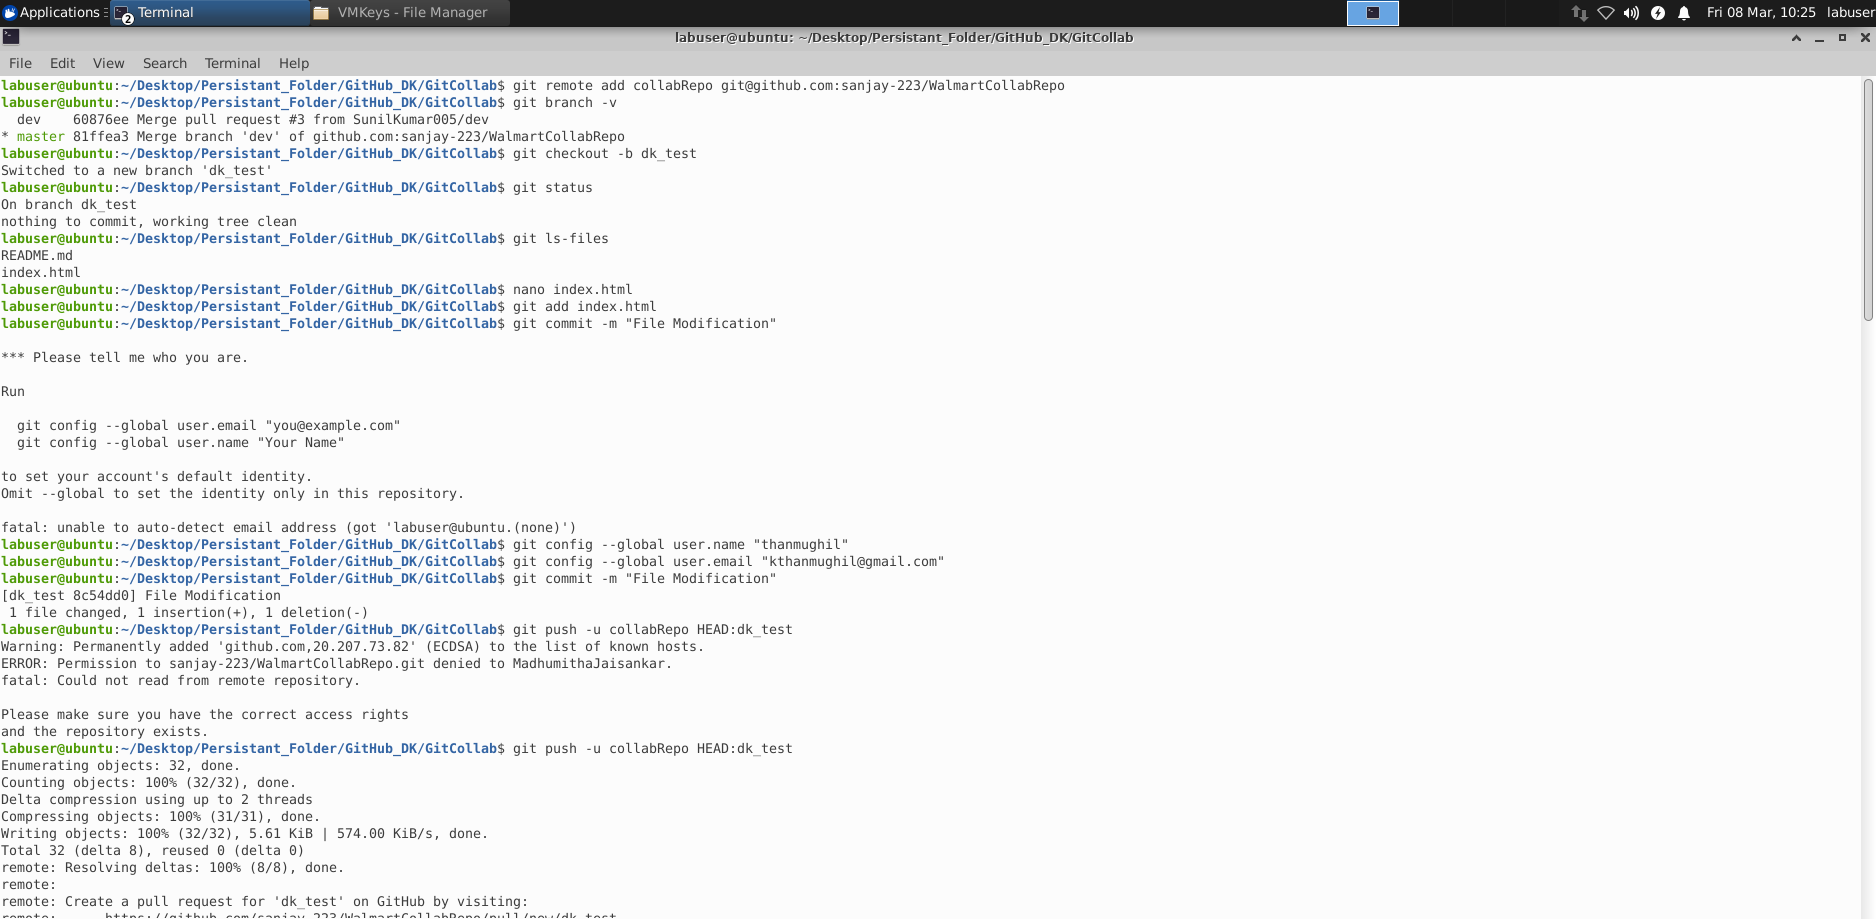 Applications
2 Terminal
VMKeys - File Manager
Fri 08 Mar, 10:25 labuser
labuser@ubuntu: ~/Desktop/Persistant_Folder/GitHub_DK/GitCollab
File Edit View Search Terminal Help
labuser@ubuntu:~/Desktop/Persistant_Folder/GitHub_DK/GitCollab$ git remote add collabRepo git@github.com:sanjay-223/WalmartCollabRepo
labuser@ubuntu:~/Desktop/Persistant_Folder/GitHub_DK/GitCollab$ git branch -v
  dev    60876ee Merge pull request #3 from SunilKumar005/dev
* master 81ffea3 Merge branch 'dev' of github.com:sanjay-223/WalmartCollabRepo
labuser@ubuntu:~/Desktop/Persistant_Folder/GitHub_DK/GitCollab$ git checkout -b dk_test
Switched to a new branch 'dk_test'
labuser@ubuntu:~/Desktop/Persistant_Folder/GitHub_DK/GitCollab$ git status
On branch dk_test
nothing to commit, working tree clean
labuser@ubuntu:~/Desktop/Persistant_Folder/GitHub_DK/GitCollab$ git ls-files
README.md
index.html
labuser@ubuntu:~/Desktop/Persistant_Folder/GitHub_DK/GitCollab$ nano index.html
labuser@ubuntu:~/Desktop/Persistant_Folder/GitHub_DK/GitCollab$ git add index.html
labuser@ubuntu:~/Desktop/Persistant_Folder/GitHub_DK/GitCollab$ git commit -m "File Modification"
*** Please tell me who you are.
Run
  git config --global user.email "you@example.com"
  git config --global user.name "Your Name"
to set your account's default identity.
Omit --global to set the identity only in this repository.
fatal: unable to auto-detect email address (got 'labuser@ubuntu.(none)')
labuser@ubuntu:~/Desktop/Persistant_Folder/GitHub_DK/GitCollab$ git config --global user.name "thanmughil"
labuser@ubuntu:~/Desktop/Persistant_Folder/GitHub_DK/GitCollab$ git config --global user.email "kthanmughil@gmail.com"
labuser@ubuntu:~/Desktop/Persistant_Folder/GitHub_DK/GitCollab$ git commit -m "File Modification"
[dk_test 8c54dd0] File Modification
 1 file changed, 1 insertion(+), 1 deletion(-)
labuser@ubuntu:~/Desktop/Persistant_Folder/GitHub_DK/GitCollab$ git push -u collabRepo HEAD:dk_test
Warning: Permanently added 'github.com,20.207.73.82' (ECDSA) to the list of known hosts.
ERROR: Permission to sanjay-223/WalmartCollabRepo.git denied to MadhumithaJaisankar.
fatal: Could not read from remote repository.
Please make sure you have the correct access rights
and the repository exists.
labuser@ubuntu:~/Desktop/Persistant_Folder/GitHub_DK/GitCollab$ git push -u collabRepo HEAD:dk_test
Enumerating objects: 32, done.
Counting objects: 100% (32/32), done.
Delta compression using up to 2 threads
Compressing objects: 100% (31/31), done.
Writing objects: 100% (32/32), 5.61 KiB | 574.00 KiB/s, done.
Total 32 (delta 8), reused 0 (delta 0)
remote: Resolving deltas: 100% (8/8), done.
remote:
remote: Create a pull request for 'dk_test' on GitHub by visiting:
remote:      https://github.com/sanjay-223/WalmartCollabRepo/pull/new/dk_test